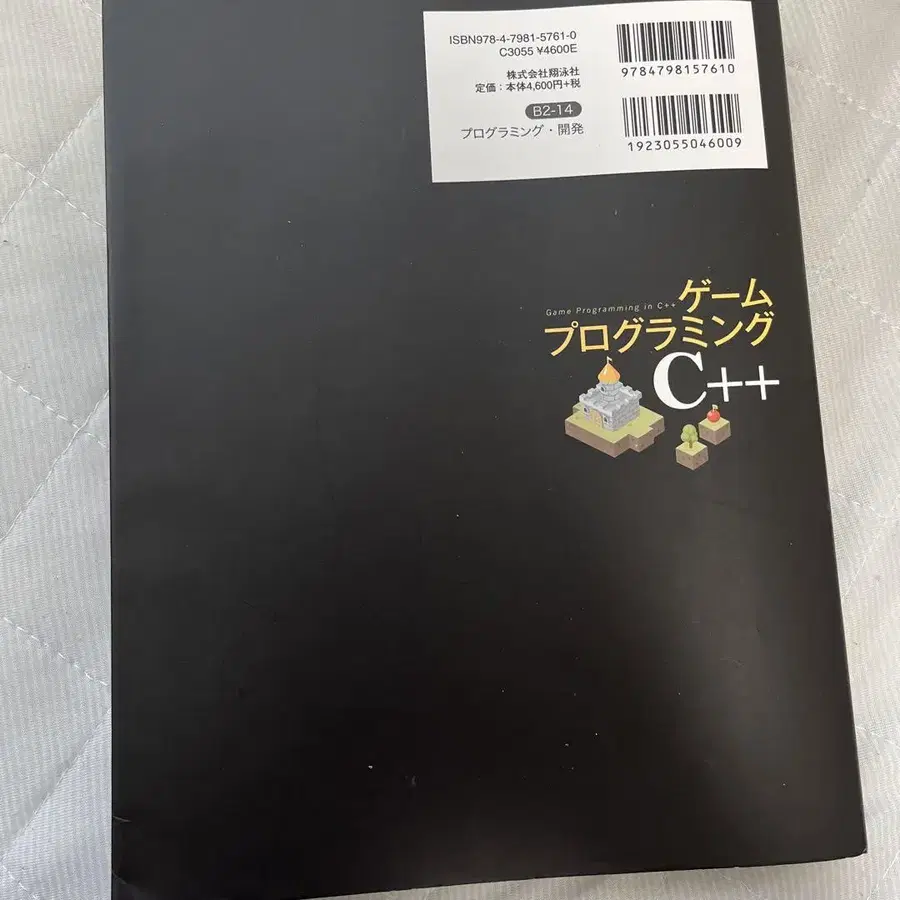 ISBN978-4-7981-5761-0
C3055 ¥4600E
株式会社翔泳社
定価：本体4,600円+税
B2-14
プログラミング・開発
9784798157610
1923055046009
Game Programming in C++
ゲーム
プログラミング
C++